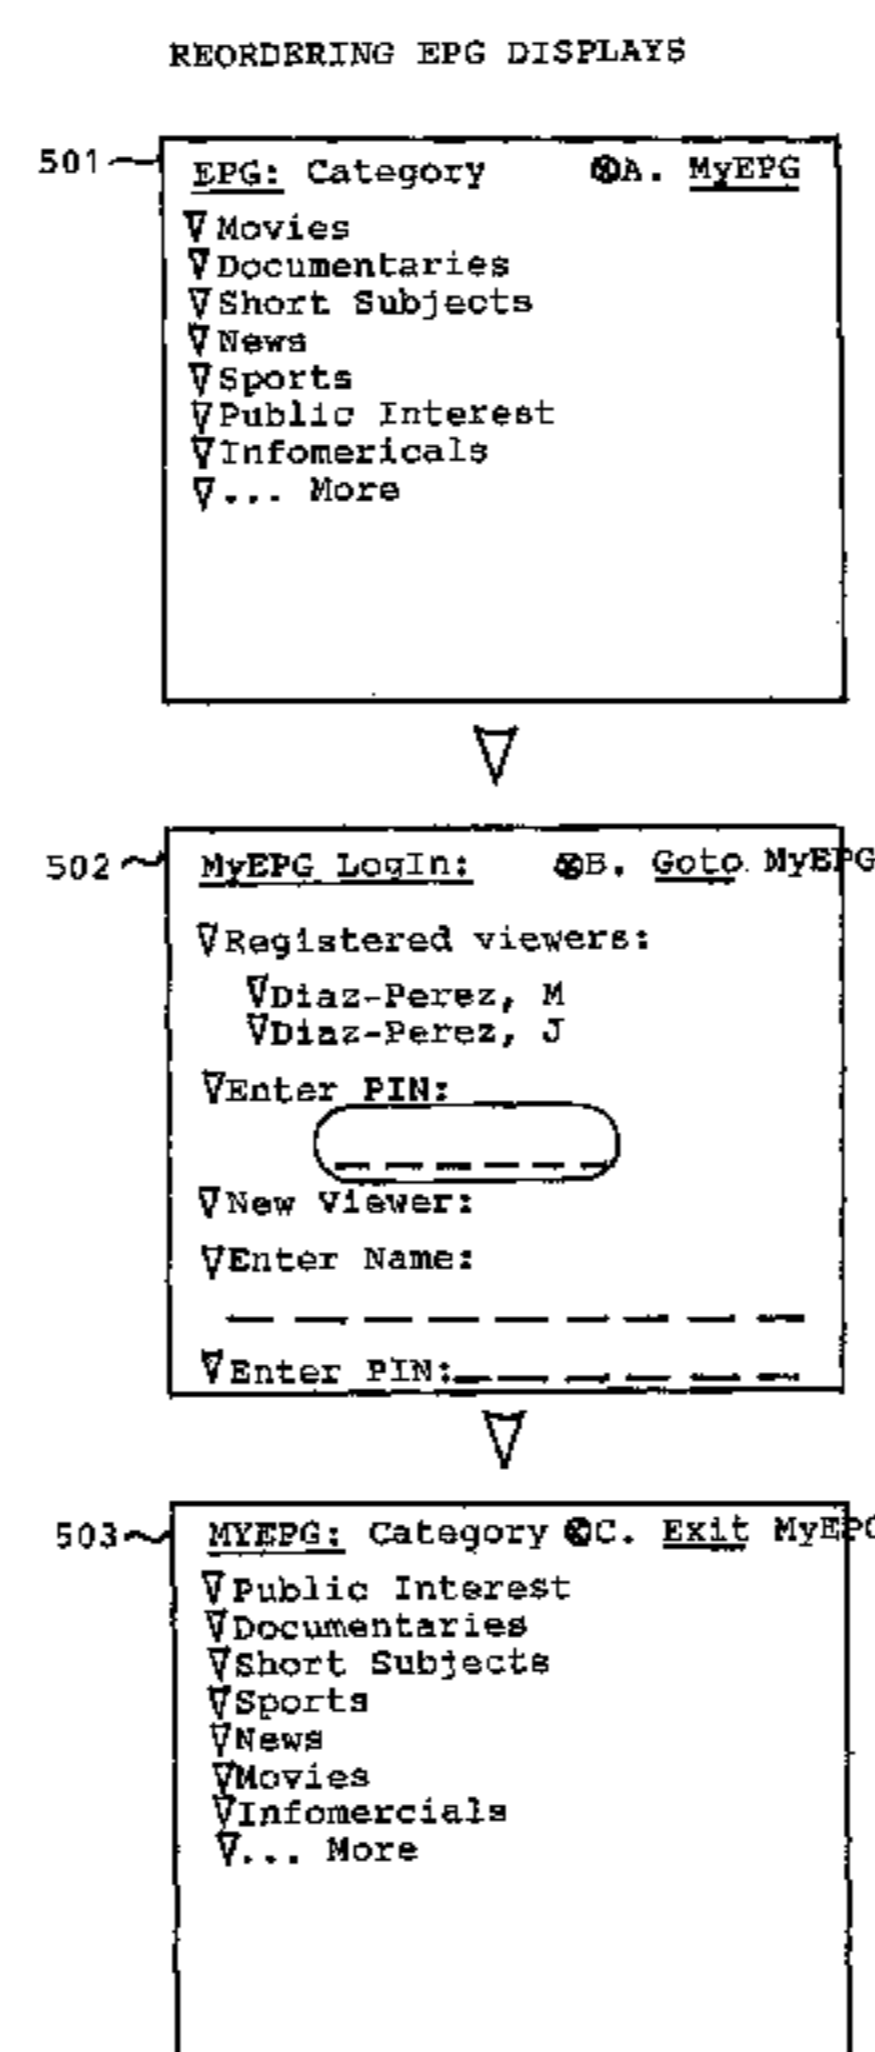 REORDERING EPG DISPLAYS
501
EPG: Category ⊗A. MyEPG
∇ Movies
∇ Documentaries
∇ Short Subjects
∇ News
∇ Sports
∇ Public Interest
∇ Infomericals
∇ ... More
502
MyEPG LogIn: ⊗B. Goto MyEPG
∇ Registered viewers:
∇ Diaz-Perez, M
∇ Diaz-Perez, J
∇ Enter PIN:
∇ New Viewer:
∇ Enter Name:
∇ Enter PIN:
503
MYEPG: Category ⊗C. Exit MyEPG
∇ Public Interest
∇ Documentaries
∇ Short Subjects
∇ Sports
∇ News
∇ Movies
∇ Infomercials
∇ ... More